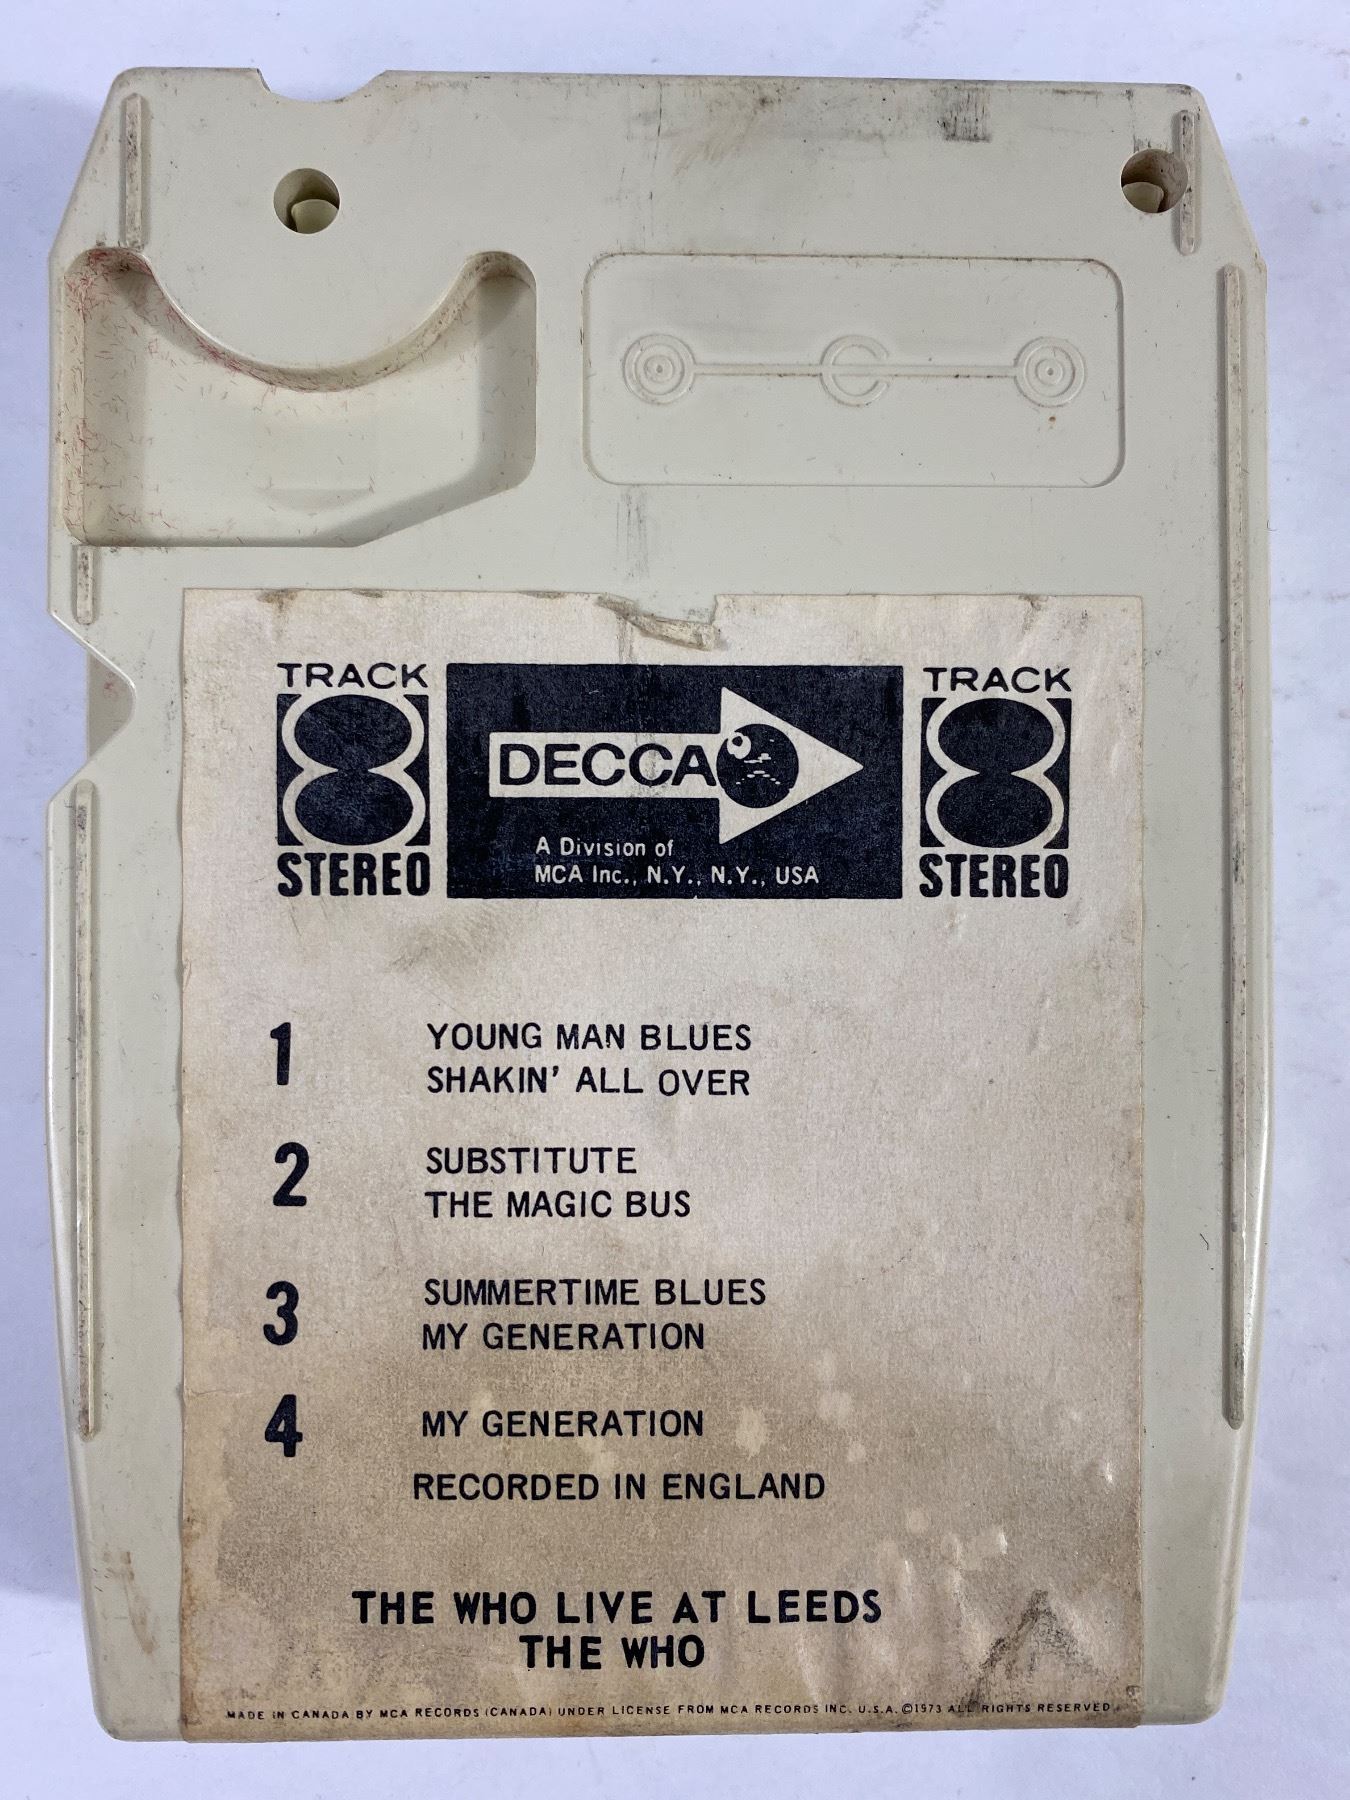 TRACK
8
STEREO
DECCA
A Division of
MCA Inc., N.Y., N.Y., USA
TRACK
8
STEREO
1 YOUNG MAN BLUES
SHAKIN' ALL OVER
2 SUBSTITUTE
THE MAGIC BUS
3 SUMMERTIME BLUES
MY GENERATION
4 MY GENERATION
RECORDED IN ENGLAND
THE WHO LIVE AT LEEDS
THE WHO
MADE IN CANADA BY MCA RECORDS (CANADA) UNDER LICENSE FROM MCA RECORDS INC. U.S.A. ©1973 ALL RIGHTS RESERVED